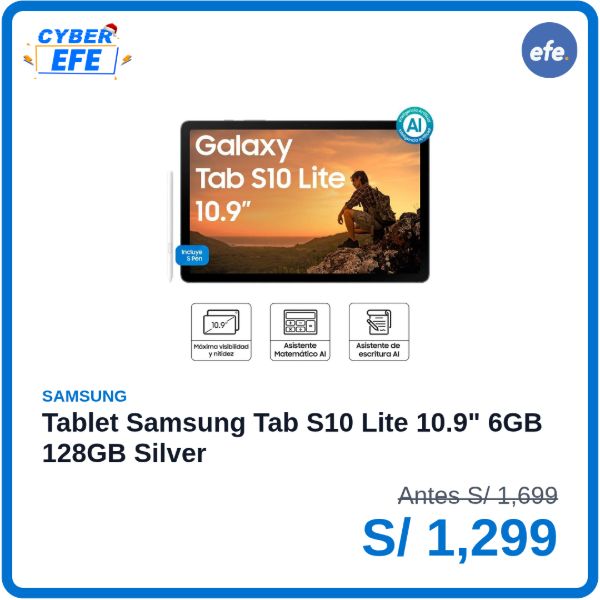 CYBER
EFE
efe.
AI
Galaxy
Tab S10 Lite
10.9"
Incluye
S Pen
10.9"
Máxima visibilidad
y nitidez
Asistente
Matemático AI
Asistente de
escritura AI
SAMSUNG
Tablet Samsung Tab S10 Lite 10.9" 6GB
128GB Silver
Antes S/ 1,699
S/ 1,299